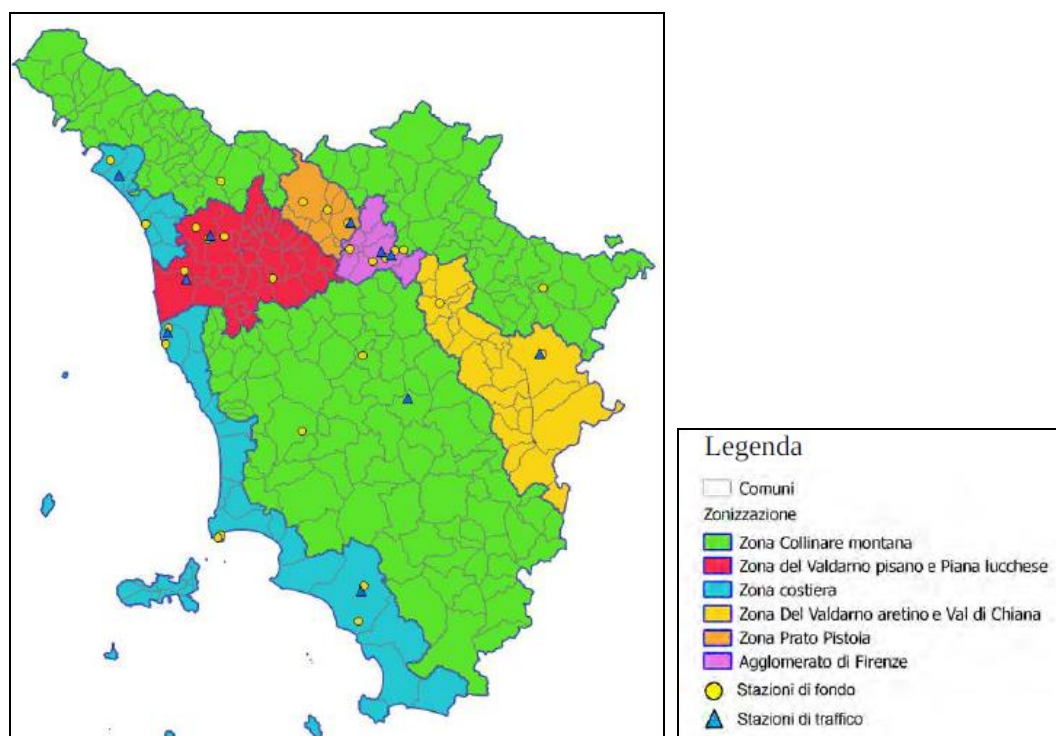 Legenda
Comuni
Zonizzazione
Zona Collinare montana
Zona del Valdarno pisano e Piana lucchese
Zona costiera
Zona Del Valdarno aretino e Val di Chiana
Zona Prato Pistoia
Agglomerato di Firenze
Stazioni di fondo
Stazioni di traffico